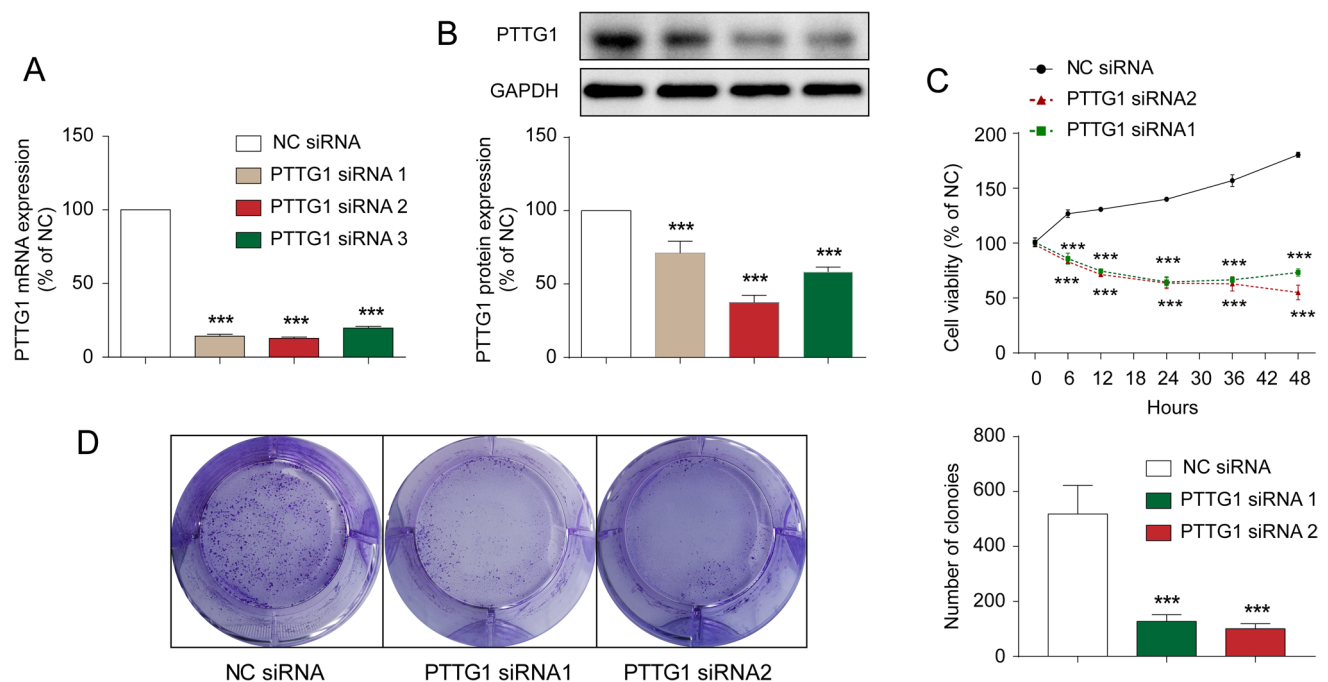 A
PTTG1 mRNA expression
(% of NC)
150
100
50
0
NC siRNA
PTTG1 siRNA 1
PTTG1 siRNA 2
PTTG1 siRNA 3
***
***
***
B
PTTG1
GAPDH
PTTG1 protein expression
(% of NC)
150
100
50
0
***
***
***
C
NC siRNA
PTTG1 siRNA2
PTTG1 siRNA1
Cell viablity (% of NC)
200
150
100
50
0
***
***
***
***
***
***
***
***
***
***
0 6 12 18 24 30 36 42 48
Hours
D
NC siRNA
PTTG1 siRNA1
PTTG1 siRNA2
Number of clonoies
800
600
400
200
0
NC siRNA
PTTG1 siRNA 1
PTTG1 siRNA 2
***
***